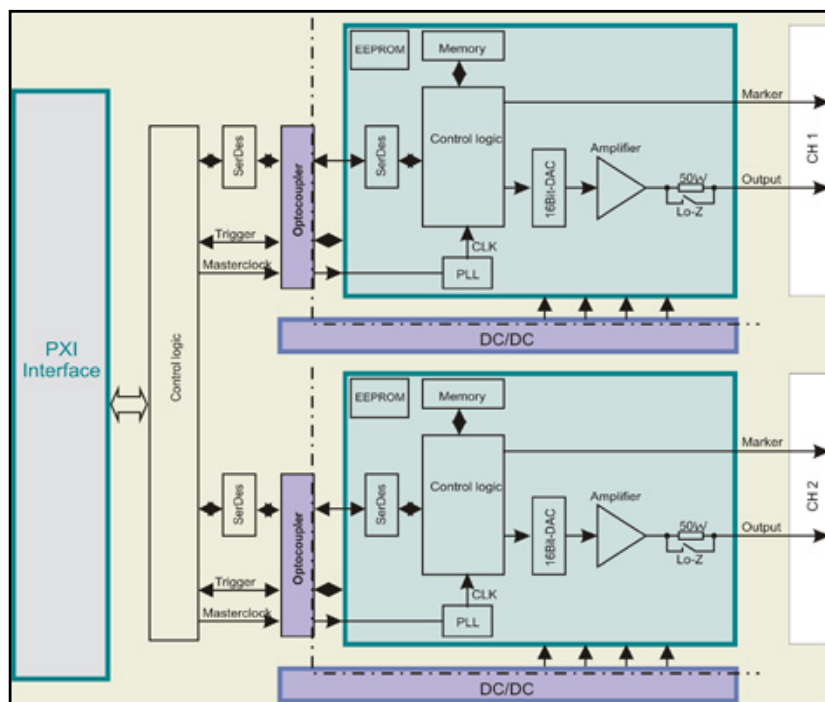 EEPROM
Memory
Marker
SerDes
SerDes
Control logic
Amplifier
50W
Output
CH 1
Optocoupler
16Bit-DAC
Lo-Z
Trigger
CLK
Masterclock
PLL
DC/DC
PXI
Interface
Control logic
EEPROM
Memory
Marker
SerDes
SerDes
Control logic
Amplifier
50W
Output
CH 2
Optocoupler
16Bit-DAC
Lo-Z
Trigger
CLK
Masterclock
PLL
DC/DC